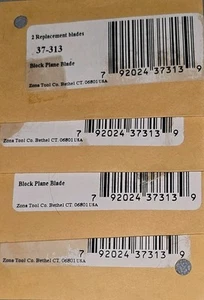 2 Replacement blades
37-313
Block Plane Blade
7 92024 37313 9
Zona Tool Co. Bethel CT. 06801 USA
7 92024 37313 9
Zona Tool Co. Bethel CT, 06801 USA
Block Plane Blade
7 92024 37313 9
Zona Tool Co. Bethel CT, 06801 USA
7 92024 37313 9
Zona Tool Co. Bethel CT, 06801 USA